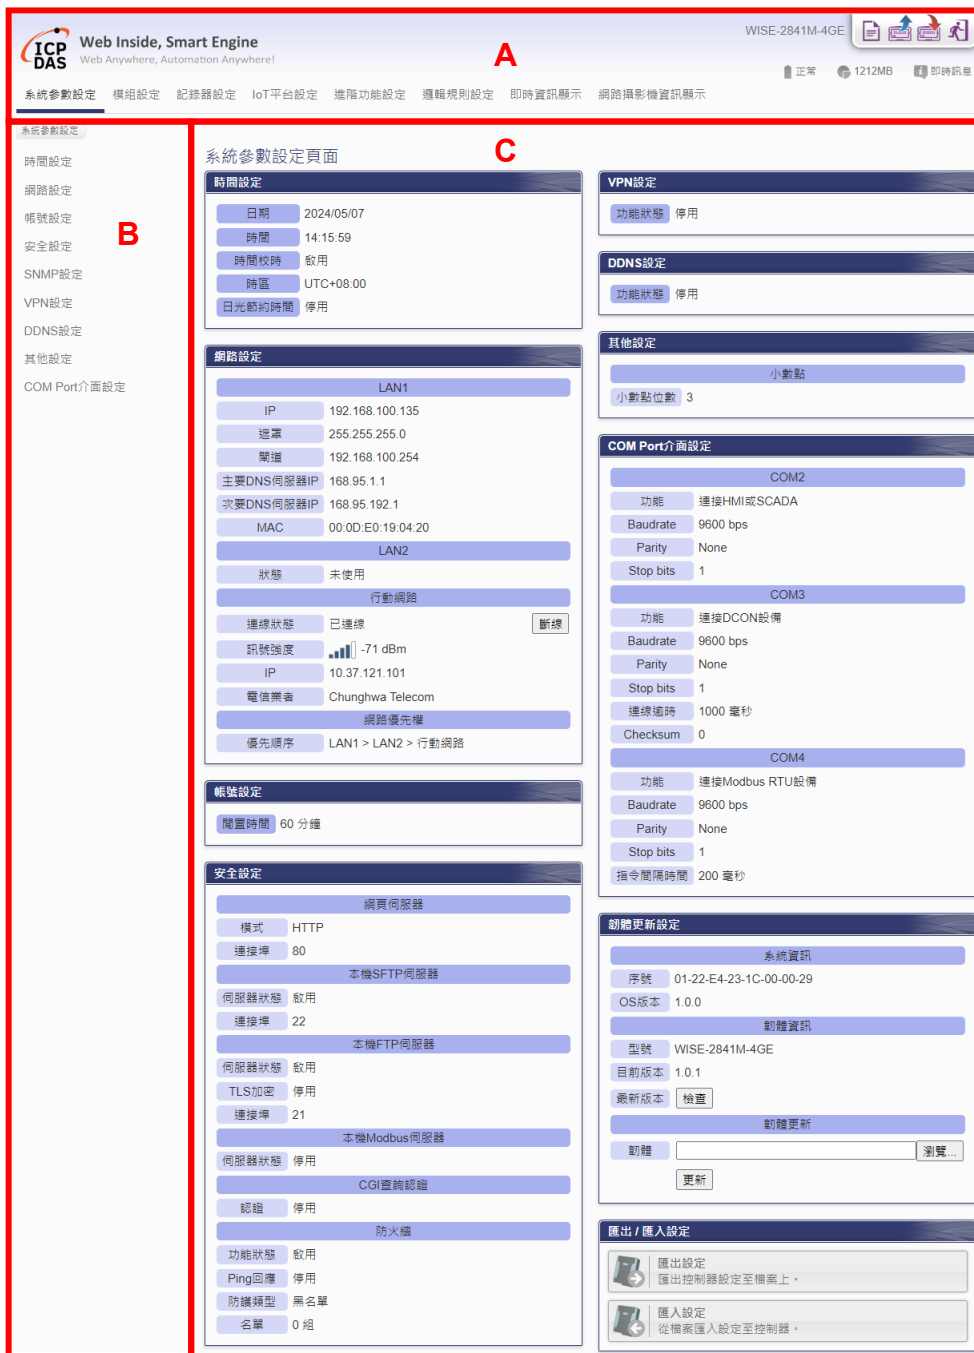 ICP
DAS
Web Inside, Smart Engine
Web Anywhere, Automation Anywhere!
A
WISE-2841M-4GE
正常
1212MB
即時訊息
系統參數設定
模組設定
記錄器設定
IoT平台設定
進階功能設定
邏輯規則設定
即時資訊顯示
網路攝影機資訊顯示
系統參數設定
時間設定
網路設定
帳號設定
安全設定
SNMP設定
VPN設定
DDNS設定
其他設定
COM Port介面設定
B
系統參數設定頁面
C
時間設定
日期 2024/05/07
時間 14:15:59
時間校時 啟用
時區 UTC+08:00
日光節約時間 停用
網路設定
LAN1
IP 192.168.100.135
遮罩 255.255.255.0
閘道 192.168.100.254
主要DNS伺服器IP 168.95.1.1
次要DNS伺服器IP 168.95.192.1
MAC 00:0D:E0:19:04:20
LAN2
狀態 未使用
行動網路
連線狀態 已連線 斷線
訊號強度 -71 dBm
IP 10.37.121.101
電信業者 Chunghwa Telecom
網路優先權
優先順序 LAN1 > LAN2 > 行動網路
帳號設定
閒置時間 60 分鐘
安全設定
網頁伺服器
模式 HTTP
連接埠 80
本機SFTP伺服器
伺服器狀態 啟用
連接埠 22
本機FTP伺服器
伺服器狀態 啟用
TLS加密 停用
連接埠 21
本機Modbus伺服器
伺服器狀態 停用
CGI查詢認證
認證 停用
防火牆
功能狀態 啟用
Ping回應 停用
防護類型 黑名單
名單 0 組
VPN設定
功能狀態 停用
DDNS設定
功能狀態 停用
其他設定
小數點
小數點位數 3
COM Port介面設定
COM2
功能 連接HMI或SCADA
Baudrate 9600 bps
Parity None
Stop bits 1
COM3
功能 連接DCON設備
Baudrate 9600 bps
Parity None
Stop bits 1
連線逾時 1000 毫秒
Checksum 0
COM4
功能 連接Modbus RTU設備
Baudrate 9600 bps
Parity None
Stop bits 1
指令間隔時間 200 毫秒
韌體更新設定
系統資訊
序號 01-22-E4-23-1C-00-00-29
OS版本 1.0.0
韌體資訊
型號 WISE-2841M-4GE
目前版本 1.0.1
最新版本 檢查
韌體更新
韌體 瀏覽...
更新
匯出 / 匯入設定
匯出設定
匯出控制器設定至檔案上。
匯入設定
從檔案匯入設定至控制器。